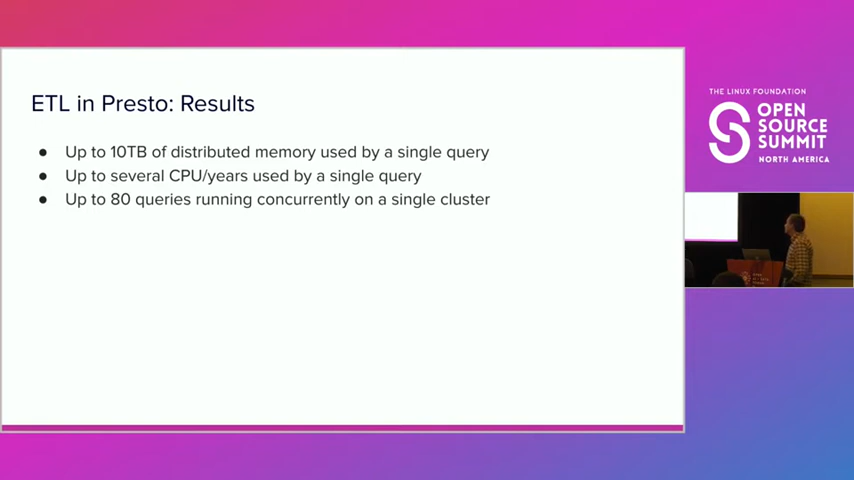 ETL in Presto: Results
● Up to 10TB of distributed memory used by a single query
● Up to several CPU/years used by a single query
● Up to 80 queries running concurrently on a single cluster
THE LINUX FOUNDATION
OPEN
SOURCE
SUMMIT
NORTH AMERICA